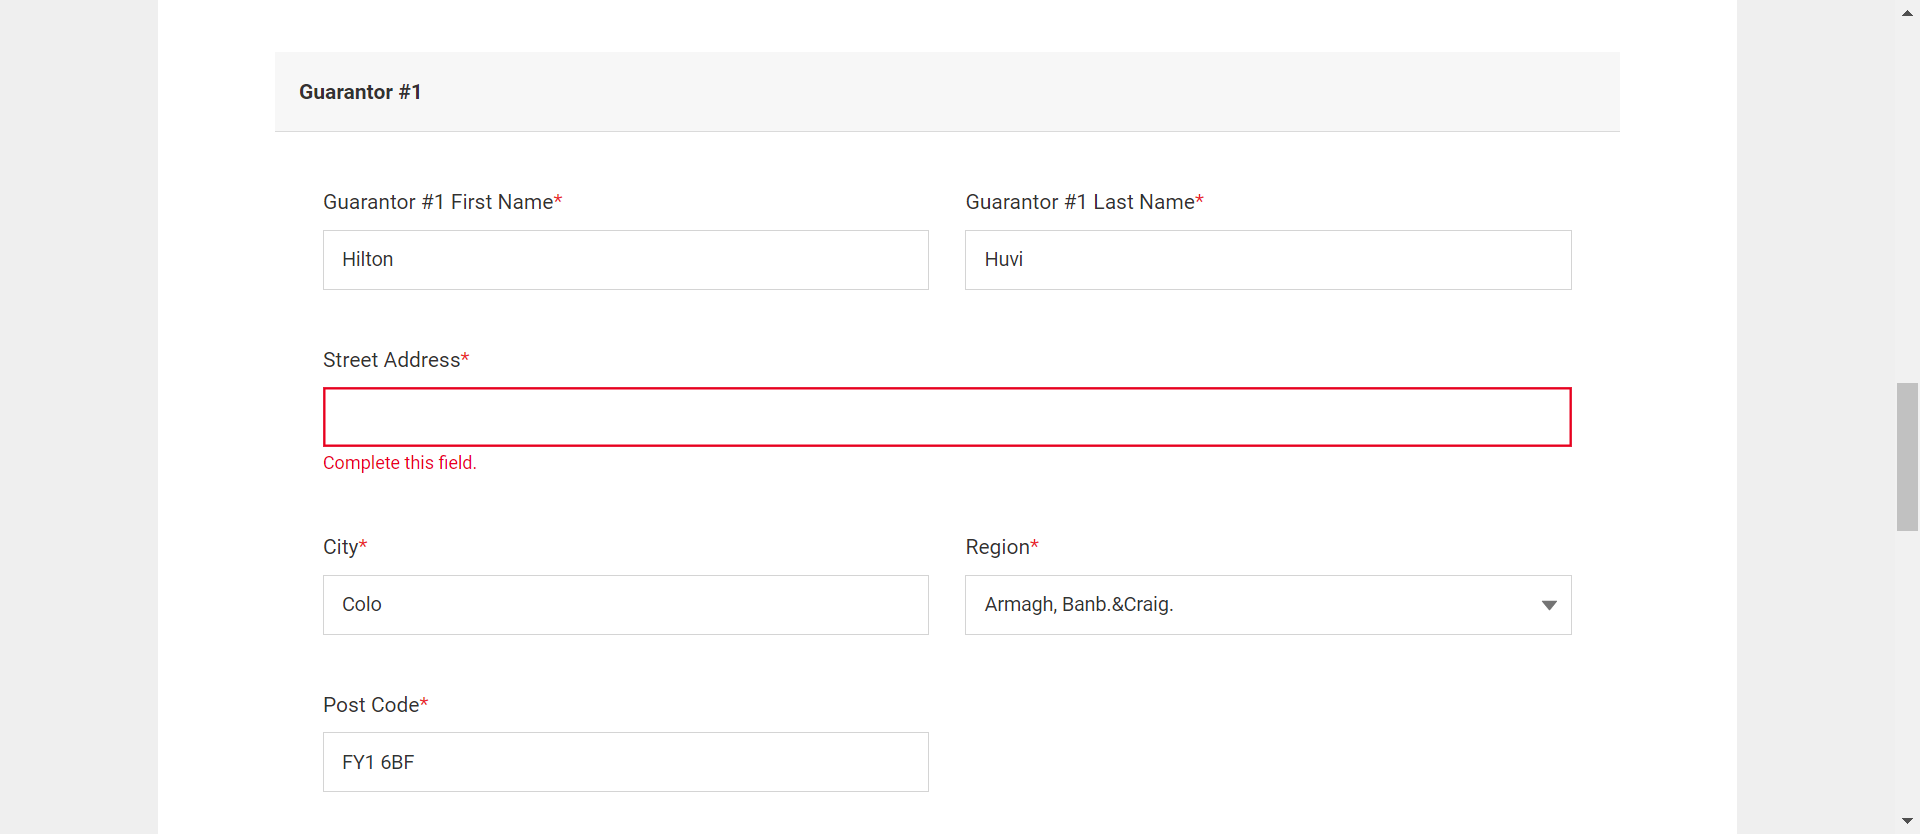 Guarantor #1
Guarantor #1 First Name* Guarantor #1 Last Name*
Hilton Huvi
Street Address*
Complete this field.
City* Region*
Colo Armagh, Banb.&Craig.
Post Code*
FY1 6BF